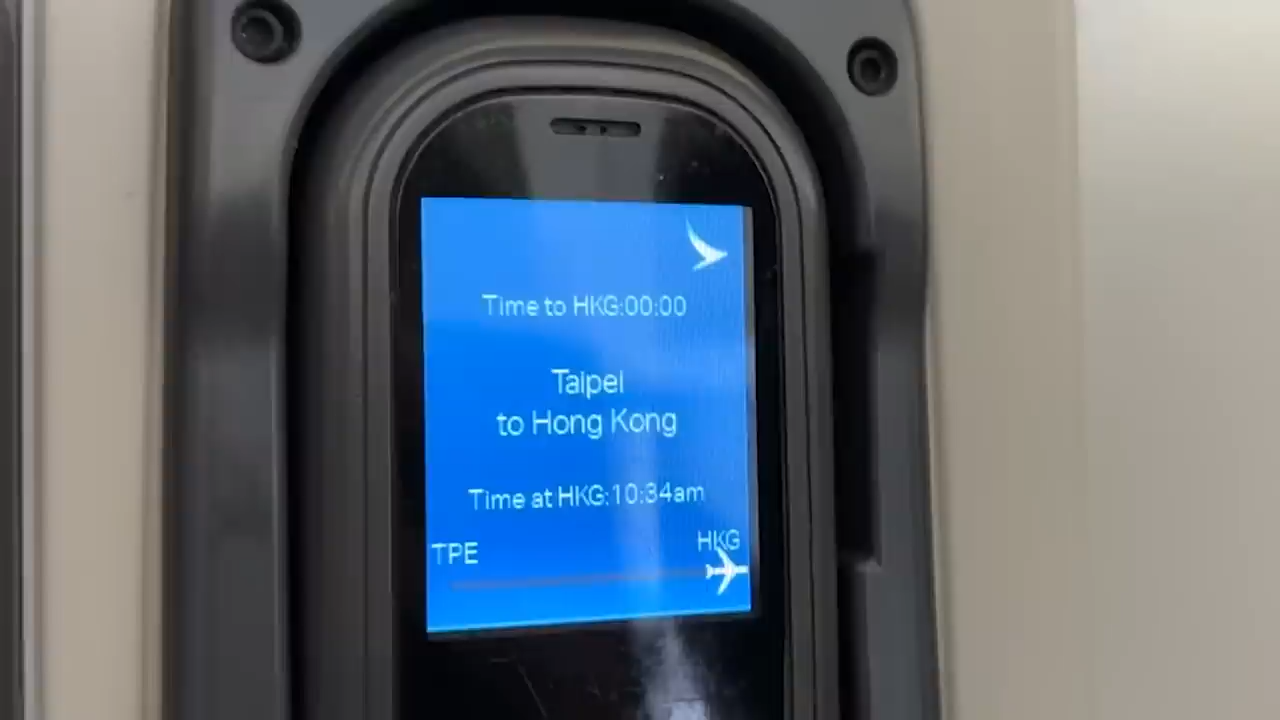 Time to HKG:00:00
Taipei
to Hong Kong
Time at HKG:10:34am
TPE
HKG